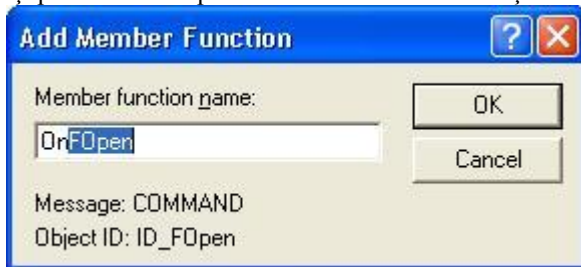 Add Member Function
Member function name:
OnFOpen
OK
Cancel
Message: COMMAND
Object ID: ID_FOpen